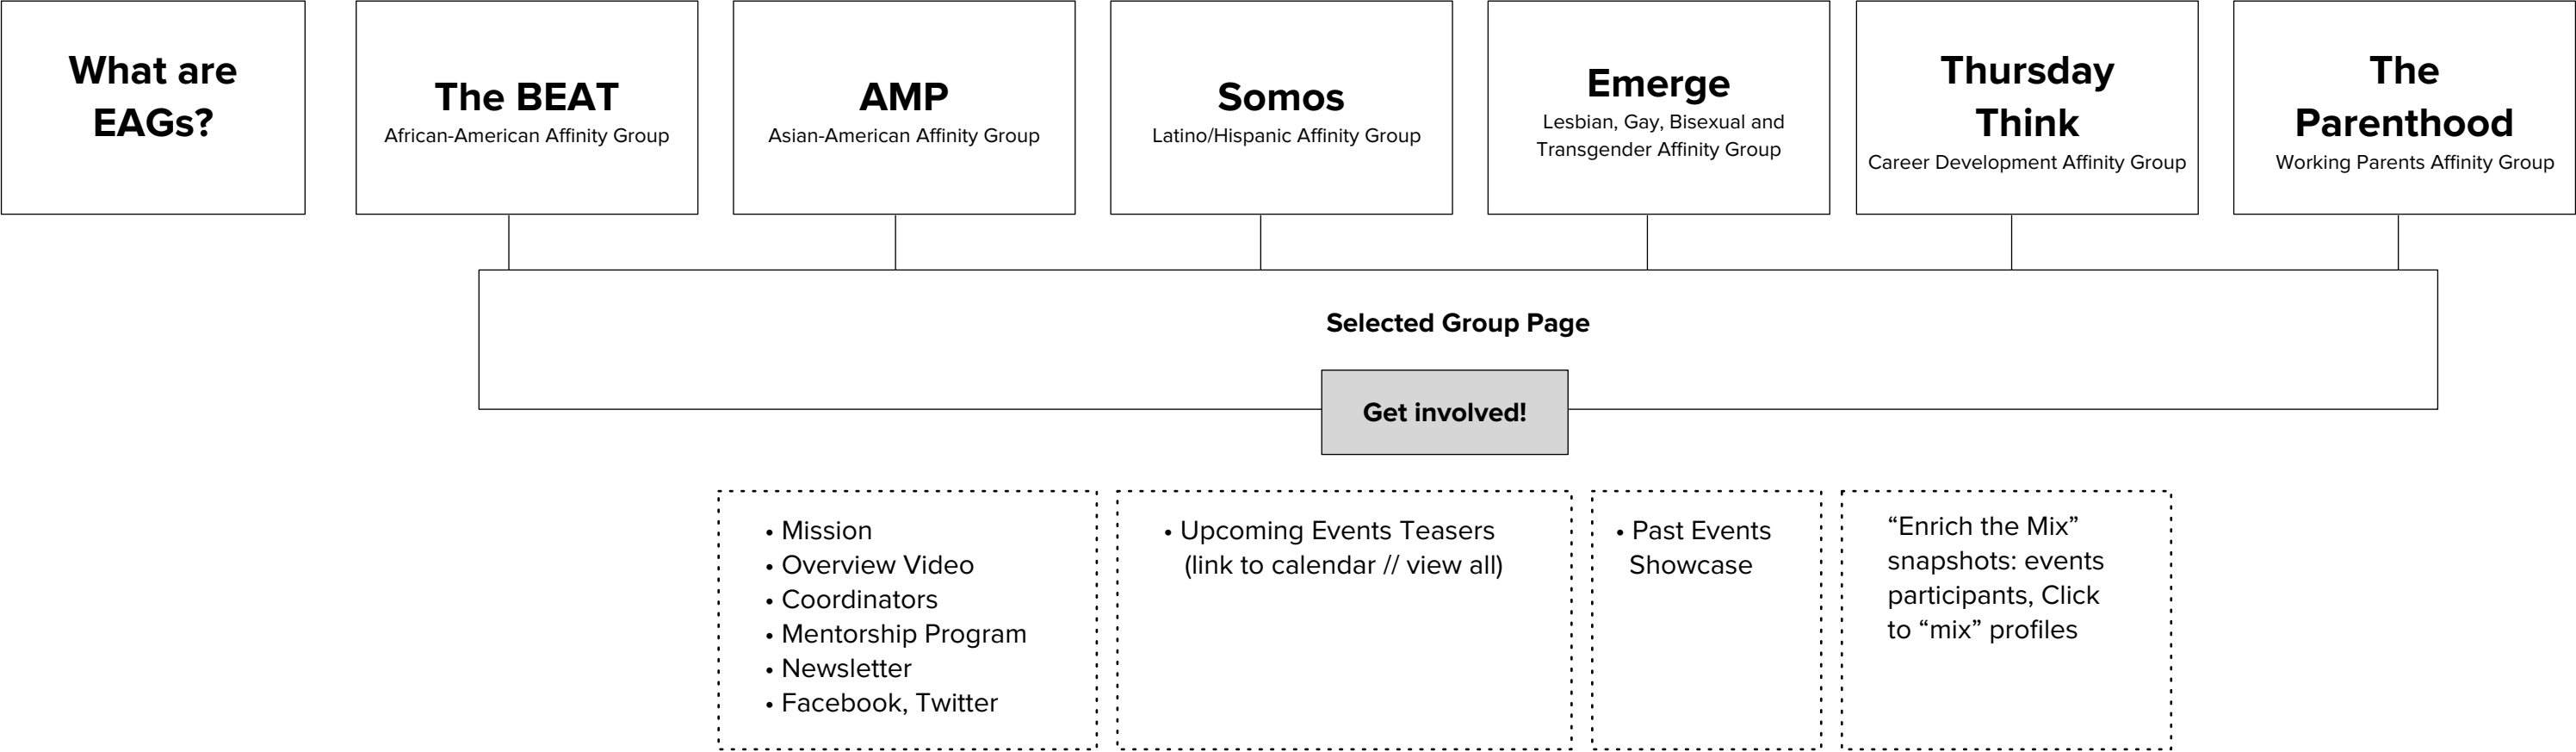 What are
EAGs?
The BEAT
African-American Affinity Group
AMP
Asian-American Affinity Group
Somos
Latino/Hispanic Affinity Group
Emerge
Lesbian, Gay, Bisexual and
Transgender Affinity Group
Thursday
Think
Career Development Affinity Group
The
Parenthood
Working Parents Affinity Group
Selected Group Page
Get involved!
• Mission
• Overview Video
• Coordinators
• Mentorship Program
• Newsletter
• Facebook, Twitter
• Upcoming Events Teasers
(link to calendar // view all)
• Past Events
Showcase
“Enrich the Mix”
snapshots: events
participants, Click
to “mix” profiles